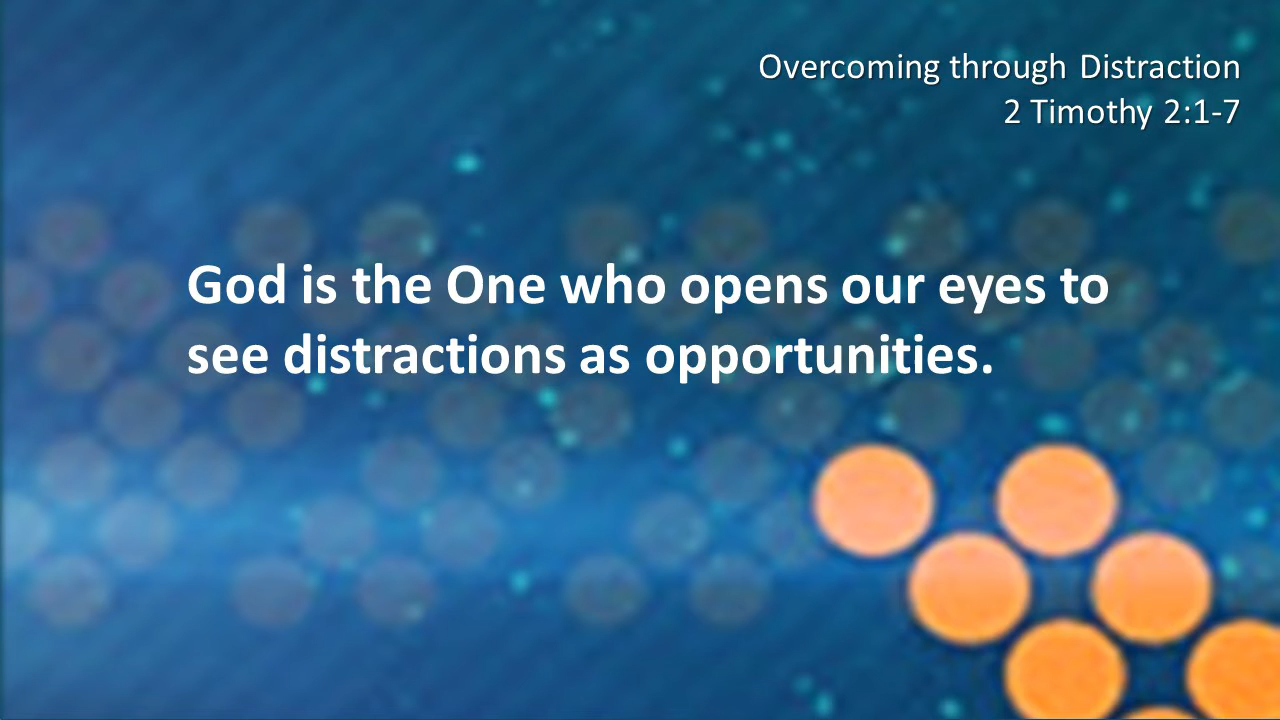 Overcoming through Distraction
2 Timothy 2:1-7
God is the One who opens our eyes to
see distractions as opportunities.